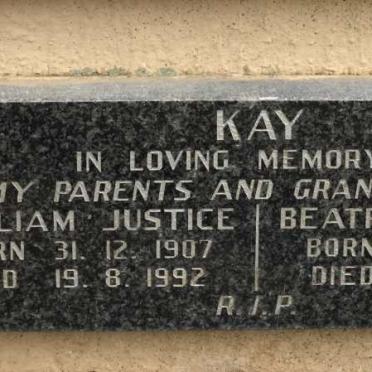 KAY
IN LOVING MEMORY
MY PARENTS AND GRAN
LIAM JUSTICE | BEATR
RN 31. 12. 1907 BORN
D 19. 8. 1992 DIED
R.I.P.